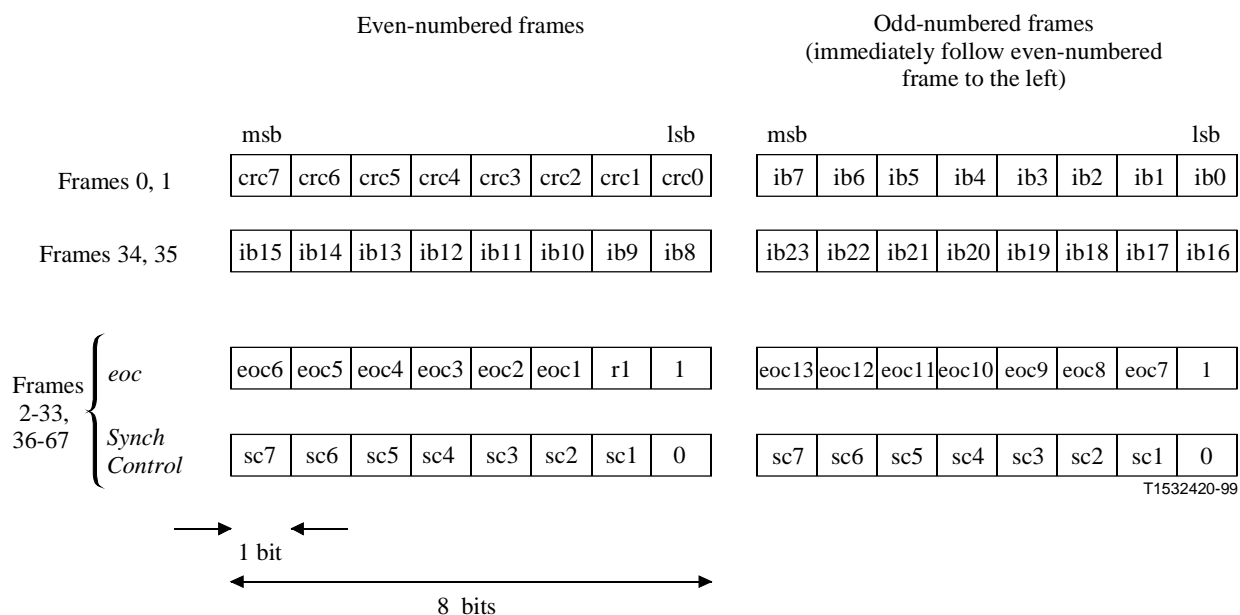 Even-numbered frames
Odd-numbered frames
(immediately follow even-numbered
frame to the left)
msb lsb msb lsb
Frames 0, 1 crc7 crc6 crc5 crc4 crc3 crc2 crc1 crc0 ib7 ib6 ib5 ib4 ib3 ib2 ib1 ib0
Frames 34, 35 ib15 ib14 ib13 ib12 ib11 ib10 ib9 ib8 ib23 ib22 ib21 ib20 ib19 ib18 ib17 ib16
Frames
2-33,
36-67
eoc eoc6 eoc5 eoc4 eoc3 eoc2 eoc1 r1 1 eoc13 eoc12 eoc11 eoc10 eoc9 eoc8 eoc7 1
Synch
Control sc7 sc6 sc5 sc4 sc3 sc2 sc1 0 sc7 sc6 sc5 sc4 sc3 sc2 sc1 0
T1532420-99
1 bit
8 bits